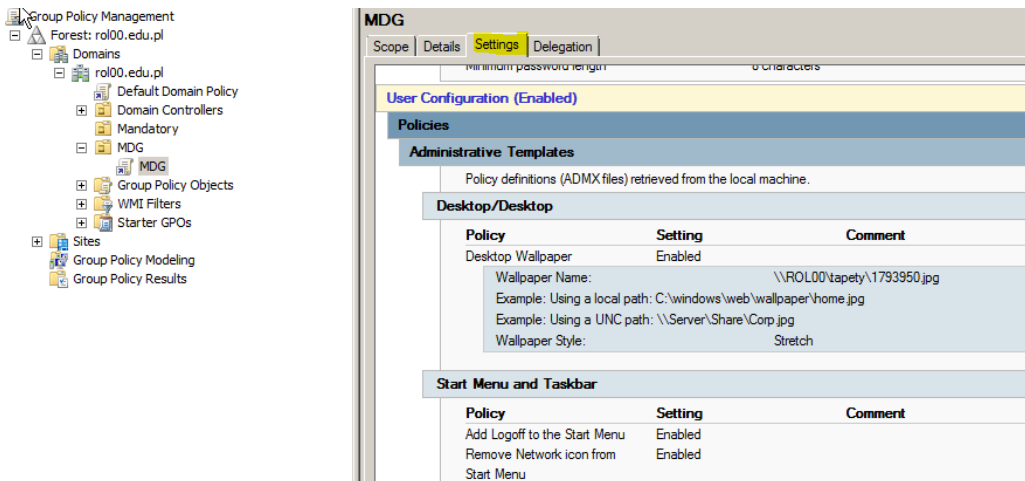 Group Policy Management
Forest: rol00.edu.pl
Domains
rol00.edu.pl
Default Domain Policy
Domain Controllers
Mandatory
MDG
MDG
Group Policy Objects
WMI Filters
Starter GPOs
Sites
Group Policy Modeling
Group Policy Results
MDG
Scope Details Settings Delegation
Minimum password length 8 characters
User Configuration (Enabled)
Policies
Administrative Templates
Policy definitions (ADMX files) retrieved from the local machine.
Desktop/Desktop
Policy Setting Comment
Desktop Wallpaper Enabled
Wallpaper Name: \\ROL00\tapety\1793950.jpg
Example: Using a local path: C:\windows\web\wallpaper\home.jpg
Example: Using a UNC path: \\Server\Share\Corp.jpg
Wallpaper Style: Stretch
Start Menu and Taskbar
Policy Setting Comment
Add Logoff to the Start Menu Enabled
Remove Network icon from Enabled
Start Menu